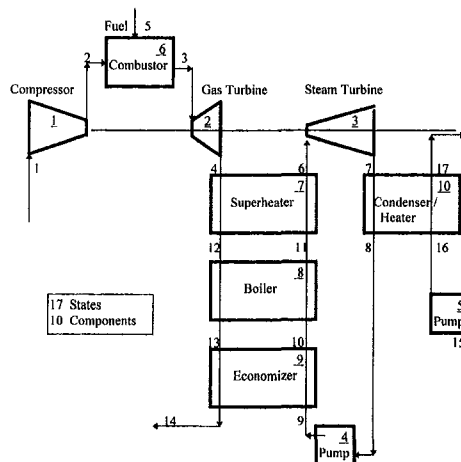 Fuel 5
2 6 3
Combustor
Compressor Gas Turbine Steam Turbine
1 2 3
1
4 6 7 17
7 10
Superheater Condenser /
Heater
12 11 8 16
8
Boiler
17 States
10 Components
13 10
9
Economizer
Pump
15
14 9
4
Pump